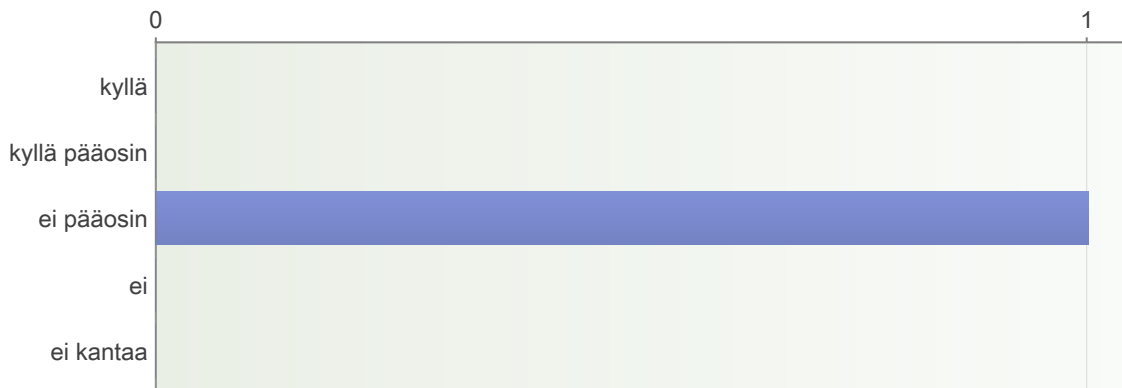 0 1
kyllä
kyllä pääosin
ei pääosin
ei
ei kantaa